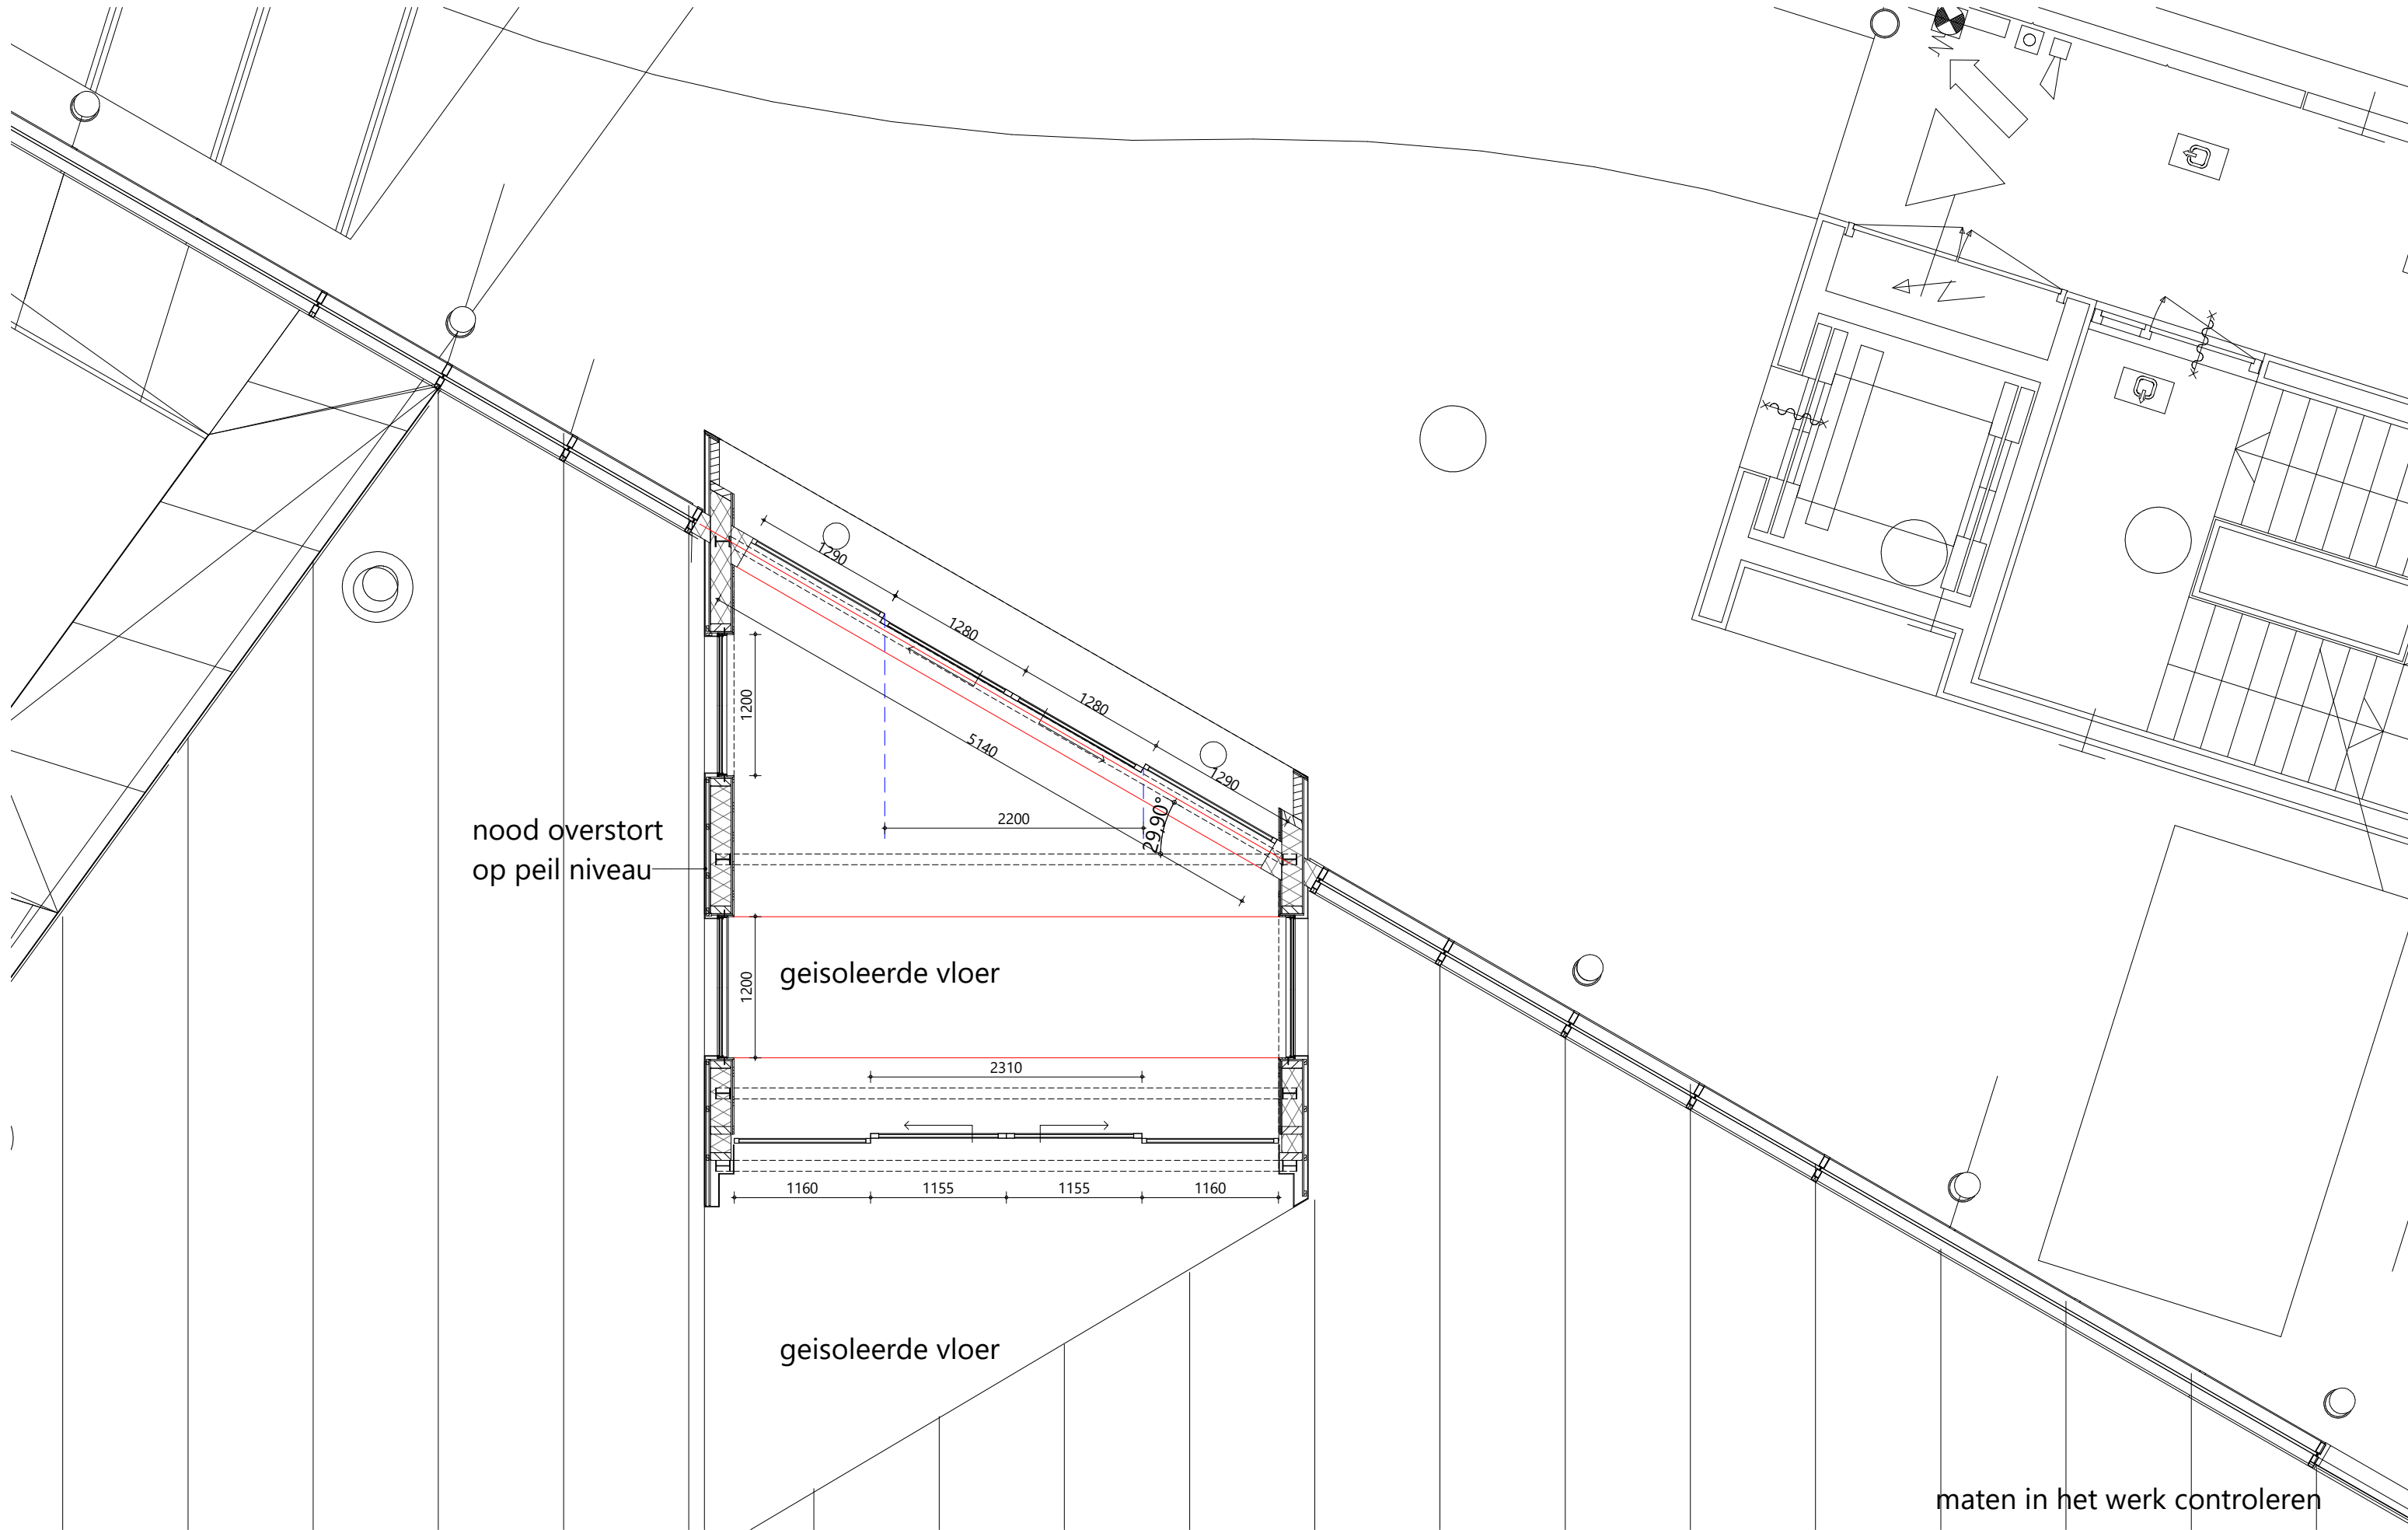 1290
1280
1280
1290
1200
5140
2200
29,90°
nood overstort
op peil niveau
geisoleerde vloer
1200
2310
1160
1155
1155
1160
geisoleerde vloer
maten in het werk controleren